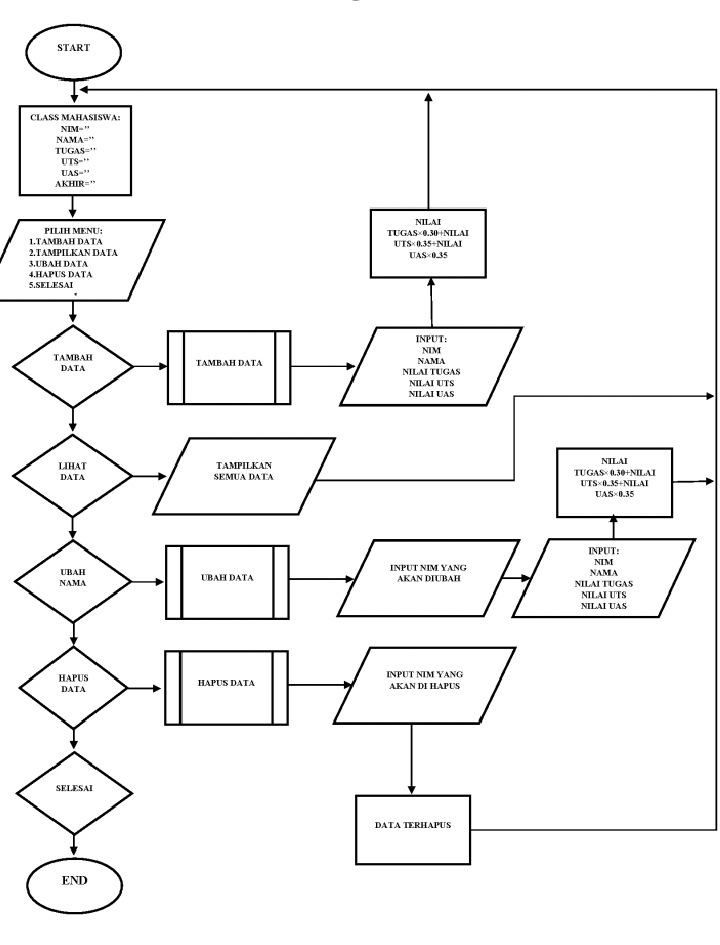 START
CLASS MAHASISWA:
NIM=''
NAMA=''
TUGAS=''
UTS=''
UAS=''
AKHIR=''
PILIH MENU:
1.TAMBAH DATA
2.TAMPILKAN DATA
3.UBAH DATA
4.HAPUS DATA
5.SELESAI
NILAI
TUGAS×0.30+NILAI
UTS×0.35+NILAI
UAS×0.35
TAMBAH
DATA
TAMBAH DATA
INPUT:
NIM
NAMA
NILAI TUGAS
NILAI UTS
NILAI UAS
LIHAT
DATA
TAMPILKAN
SEMUA DATA
NILAI
TUGAS×0.30+NILAI
UTS×0.35+NILAI
UAS×0.35
UBAH
NAMA
UBAH DATA
INPUT NIM YANG
AKAN DIUBAH
INPUT:
NIM
NAMA
NILAI TUGAS
NILAI UTS
NILAI UAS
HAPUS
DATA
HAPUS DATA
INPUT NIM YANG
AKAN DI HAPUS
SELESAI
DATA TERHAPUS
END